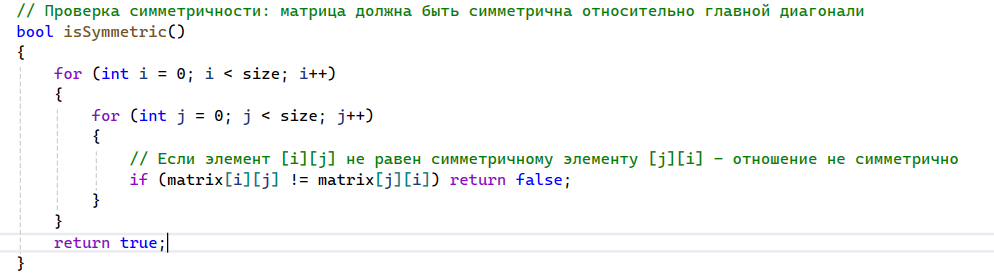 // Проверка симметричности: матрица должна быть симметрична относительно главной диагонали
bool isSymmetric()
{
    for (int i = 0; i < size; i++)
    {
        for (int j = 0; j < size; j++)
        {
            // Если элемент [i][j] не равен симметричному элементу [j][i] – отношение не симметрично
            if (matrix[i][j] != matrix[j][i]) return false;
        }
    }
    return true;
}